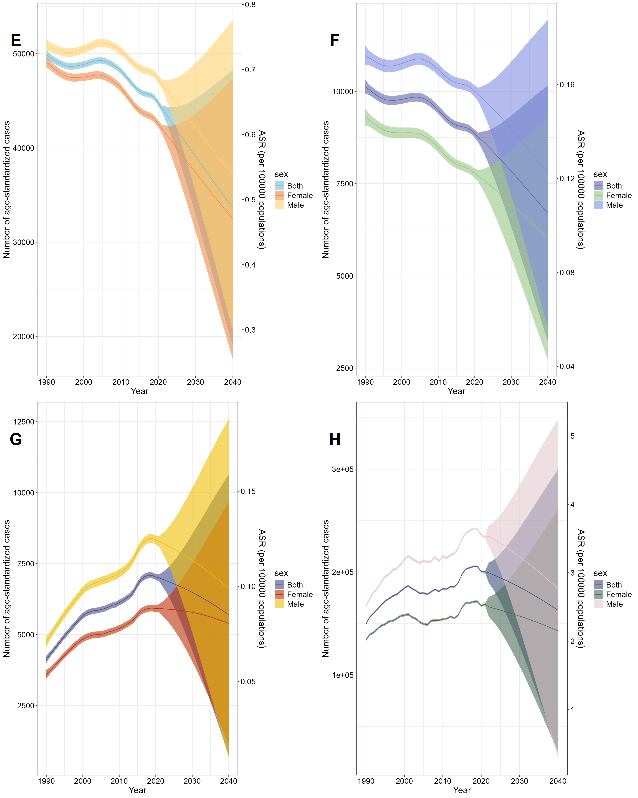 E
50000
40000
30000
20000
Number of age-standardized cases
1990
2000
2010
2020
2030
2040
Year
0.8
0.7
0.6
0.5
0.4
0.3
ASR (per 100000 populations)
sex
Both
Female
Male
F
10000
7500
5000
2500
Number of age-standardized cases
1990
2000
2010
2020
2030
2040
Year
0.16
0.12
0.08
0.04
ASR (per 100000 populations)
sex
Both
Female
Male
G
12500
10000
7500
5000
2500
Number of age-standardized cases
1990
2000
2010
2020
2030
2040
Year
0.15
0.10
0.05
ASR (per 100000 populations)
sex
Both
Female
Male
H
3e+05
2e+05
1e+05
Number of age-standardized cases
1990
2000
2010
2020
2030
2040
Year
5
4
3
2
1
ASR (per 100000 populations)
sex
Both
Female
Male